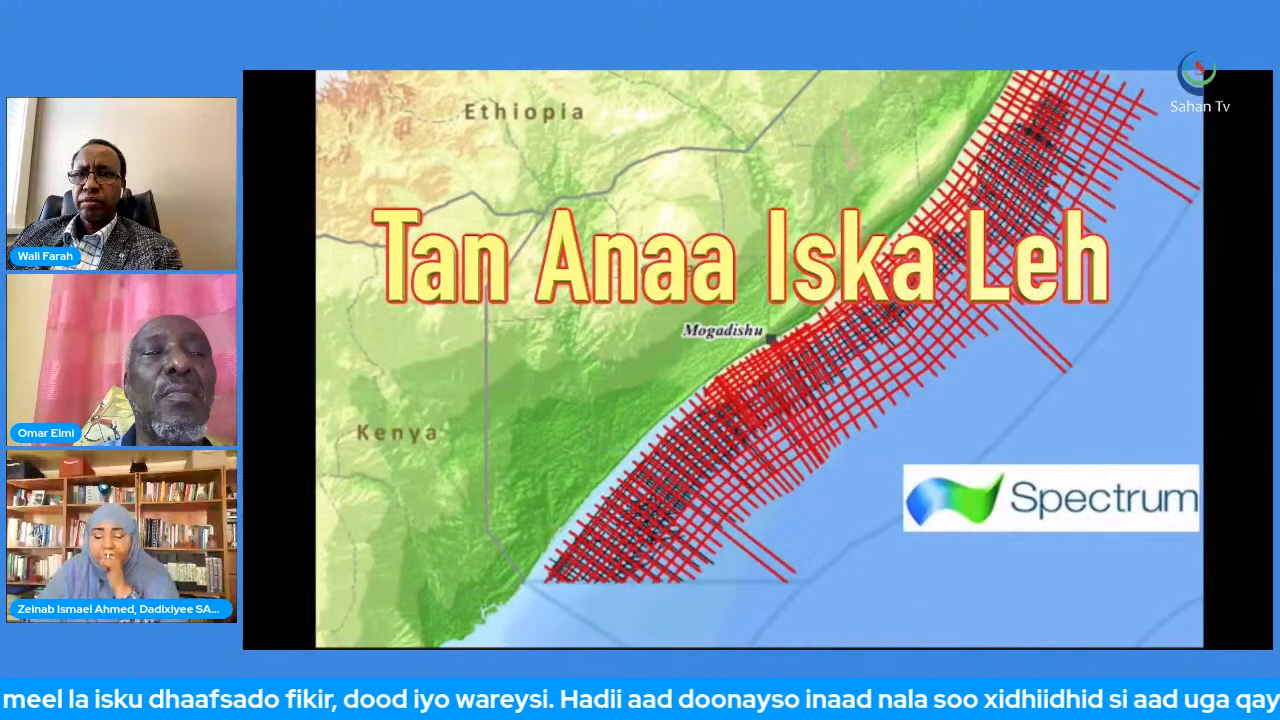 Sahan Tv
Ethiopia
Tan Anaa Iska Leh
Wali Farah
Mogadishu
Omar Elmi
Kenya
Spectrum
Zeinab Ismael Ahmed, Dadixiyee SA...
meel la isku dhaafsado fikir, dood iyo wareysi. Hadii aad doonayso inaad nala soo xidhiidhid si aad uga qay